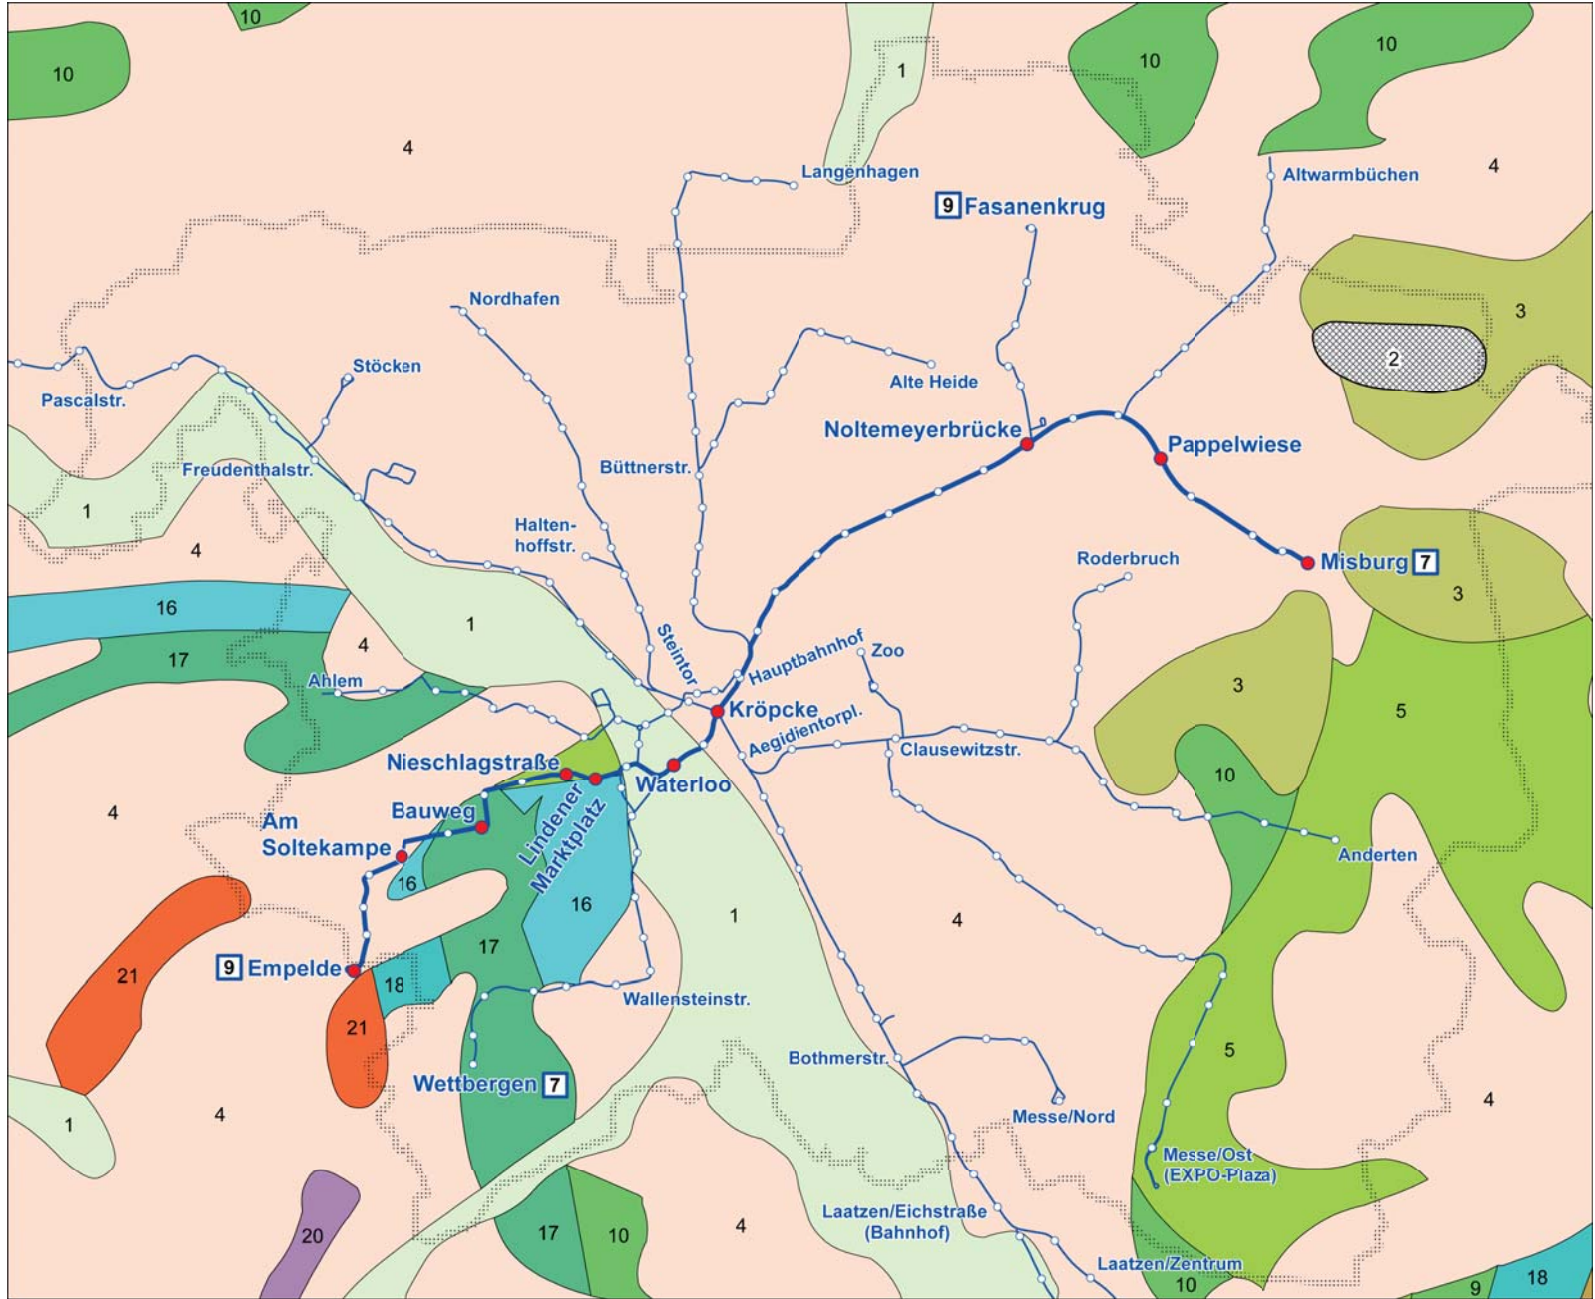 10
10
1
10
10
4
4
Langenhagen
Altwarmbüchen
9 Fasanenkrug
Nordhafen
3
2
Stöcken
Pascalstr.
Alte Heide
Noltemeyerbrücke
Pappelwiese
Büttnerstr.
Freudenthalstr.
1
Halten-
hoffstr.
4
Roderbruch
Misburg 7
16
3
1
4
17
Steintor
Hauptbahnhof
Zoo
Ahlem
3
5
Kröpcke
Aegidientorpl.
Clausewitzstr.
Nieschlagstraße
10
Waterloo
4
Bauweg
Lindener
Marktplatz
Am
Soltekampe
Anderten
16
16
1
4
17
9 Empelde
18
21
Wallensteinstr.
21
5
Bothmerstr.
Wettbergen 7
4
4
1
Messe/Nord
Messe/Ost
(EXPO-Plaza)
Laatzen/Eichstraße
(Bahnhof)
4
20
17
10
Laatzen/Zentrum
10
9
18